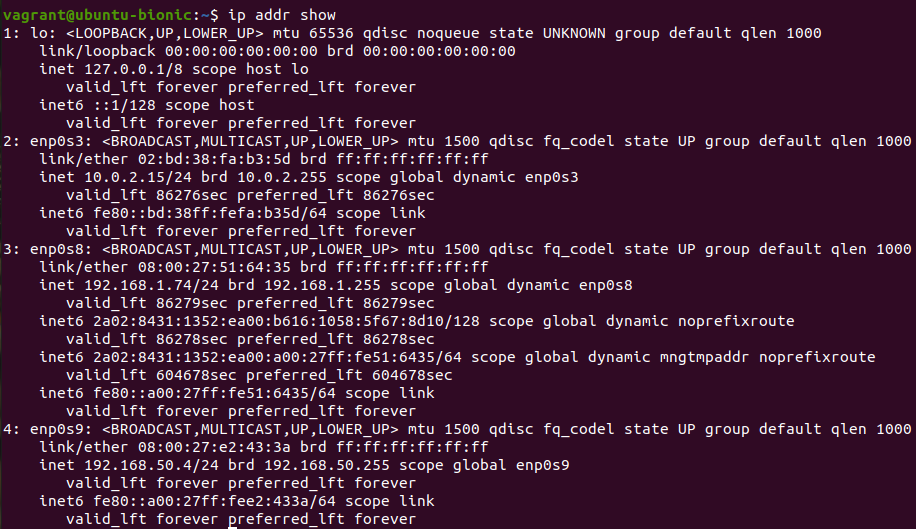 vagrant@ubuntu-bionic:~$ ip addr show
1: lo: <LOOPBACK,UP,LOWER_UP> mtu 65536 qdisc noqueue state UNKNOWN group default qlen 1000
    link/loopback 00:00:00:00:00:00 brd 00:00:00:00:00:00
    inet 127.0.0.1/8 scope host lo
       valid_lft forever preferred_lft forever
    inet6 ::1/128 scope host
       valid_lft forever preferred_lft forever
2: enp0s3: <BROADCAST,MULTICAST,UP,LOWER_UP> mtu 1500 qdisc fq_codel state UP group default qlen 1000
    link/ether 02:bd:38:fa:b3:5d brd ff:ff:ff:ff:ff:ff
    inet 10.0.2.15/24 brd 10.0.2.255 scope global dynamic enp0s3
       valid_lft 86276sec preferred_lft 86276sec
    inet6 fe80::bd:38ff:fefa:b35d/64 scope link
       valid_lft forever preferred_lft forever
3: enp0s8: <BROADCAST,MULTICAST,UP,LOWER_UP> mtu 1500 qdisc fq_codel state UP group default qlen 1000
    link/ether 08:00:27:51:64:35 brd ff:ff:ff:ff:ff:ff
    inet 192.168.1.74/24 brd 192.168.1.255 scope global dynamic enp0s8
       valid_lft 86279sec preferred_lft 86279sec
    inet6 2a02:8431:1352:ea00:b616:1058:5f67:8d10/128 scope global dynamic noprefixroute
       valid_lft 86278sec preferred_lft 86278sec
    inet6 2a02:8431:1352:ea00:a00:27ff:fe51:6435/64 scope global dynamic mngtmpaddr noprefixroute
       valid_lft 604678sec preferred_lft 604678sec
    inet6 fe80::a00:27ff:fe51:6435/64 scope link
       valid_lft forever preferred_lft forever
4: enp0s9: <BROADCAST,MULTICAST,UP,LOWER_UP> mtu 1500 qdisc fq_codel state UP group default qlen 1000
    link/ether 08:00:27:e2:43:3a brd ff:ff:ff:ff:ff:ff
    inet 192.168.50.4/24 brd 192.168.50.255 scope global enp0s9
       valid_lft forever preferred_lft forever
    inet6 fe80::a00:27ff:fee2:433a/64 scope link
       valid_lft forever preferred_lft forever